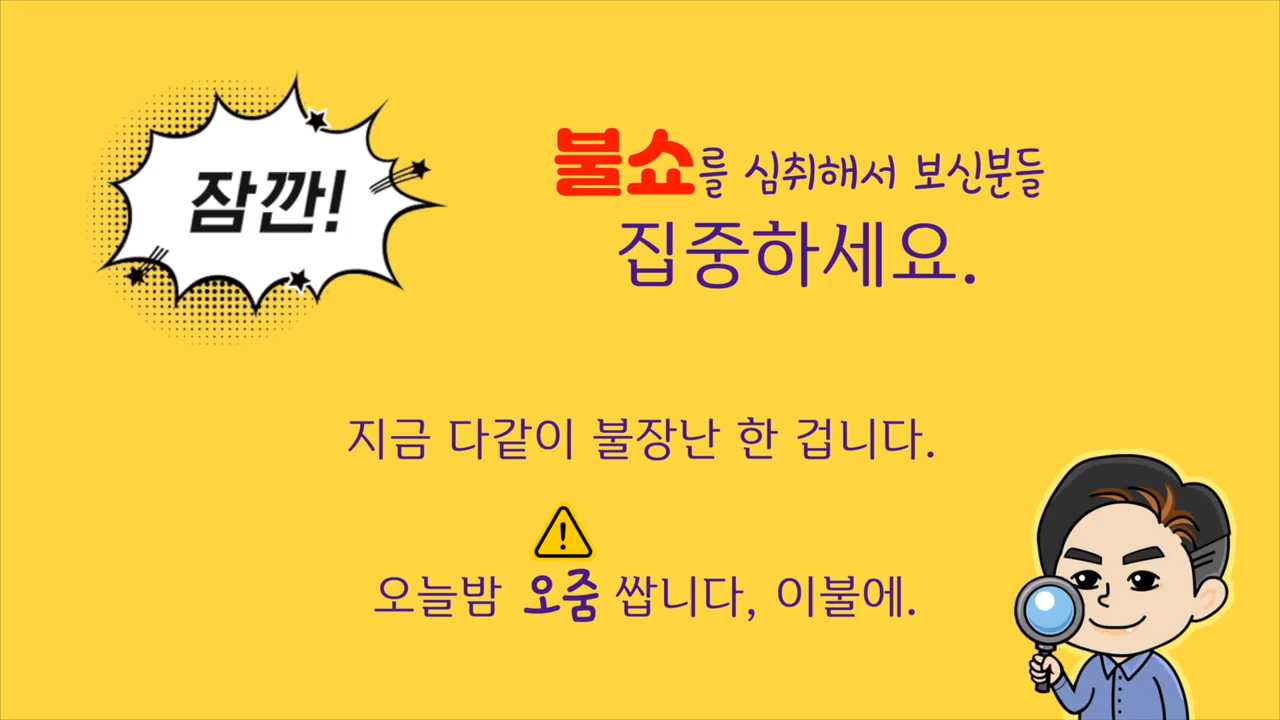 잠깐!
불쇼를 심취해서 보신분들
집중하세요.
지금 다같이 불장난 한 겁니다.
오늘밤 오줌 쌉니다, 이불에.